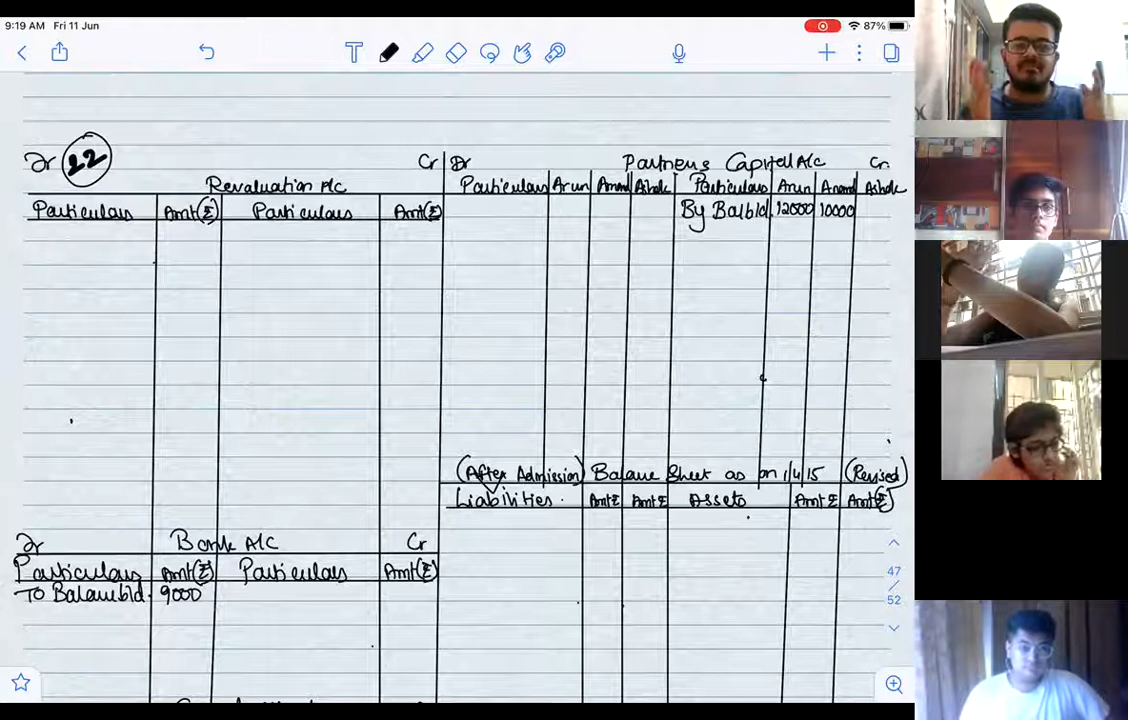 9:19 AM Fri 11 Jun
87%
T
Dr 22 Cr
Revaluation A/c
Particulars Amt(₹) Particulars Amt(₹)
Dr Partners Capital A/c Cr.
Particulars Arun Anand Ashok Particulars Arun Anand Ashok
By Bal b/d. 12000 10000
(After Admission) Balance Sheet as on 1/4/15 (Revised)
Liabilities. Amt ₹ Amt ₹ Assets Amt ₹ Amt(₹)
Dr Bank A/c Cr
Particulars Amt(₹) Particulars Amt(₹)
To Balance b/d. 9000
47
/
52